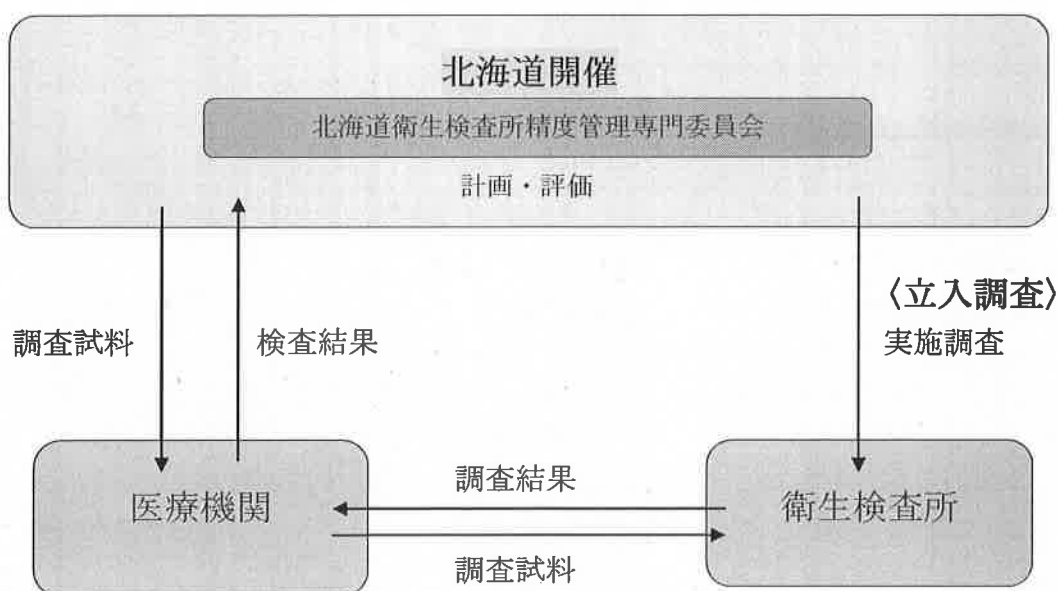 北海道開催
北海道衛生検査所精度管理専門委員会
計画・評価
〈立入調査〉
調査試料
検査結果
実施調査
調査結果
医療機関
衛生検査所
調査試料